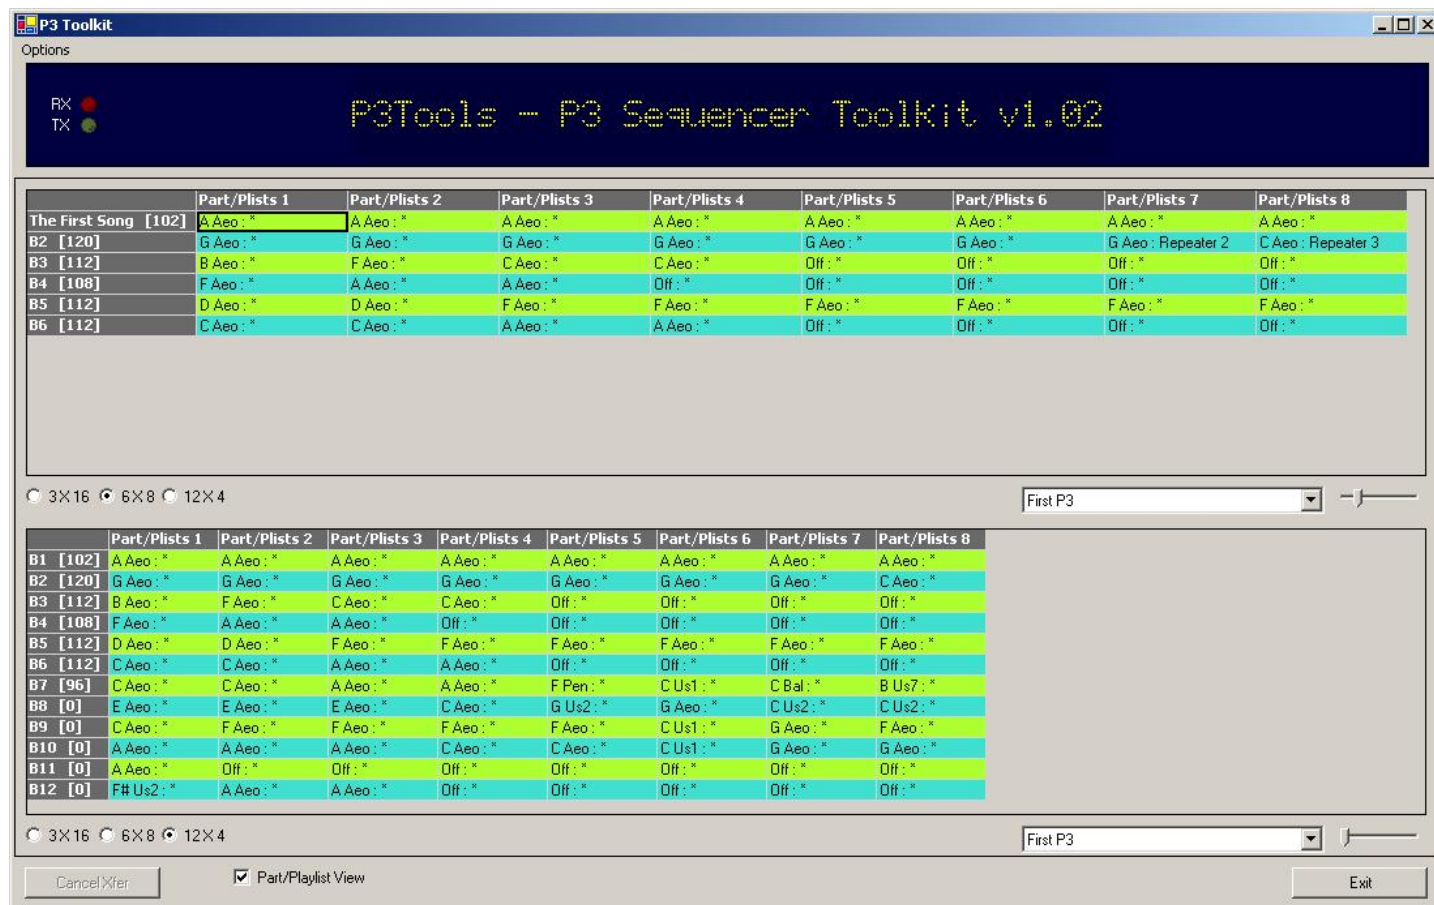 P3 Toolkit
Options
RX
TX
P3Tools - P3 Sequencer Toolkit v1.02
Part/Plists 1 Part/Plists 2 Part/Plists 3 Part/Plists 4 Part/Plists 5 Part/Plists 6 Part/Plists 7 Part/Plists 8
The First Song [102] A Aeo : * A Aeo : * A Aeo : * A Aeo : * A Aeo : * A Aeo : * A Aeo : * A Aeo : *
B2 [120] G Aeo : * G Aeo : * G Aeo : * G Aeo : * G Aeo : * G Aeo : * G Aeo : Repeater 2 C Aeo : Repeater 3
B3 [112] B Aeo : * F Aeo : * C Aeo : * C Aeo : * Off : * Off : * Off : * Off : *
B4 [108] F Aeo : * A Aeo : * A Aeo : * Off : * Off : * Off : * Off : * Off : *
B5 [112] D Aeo : * D Aeo : * F Aeo : * F Aeo : * F Aeo : * F Aeo : * F Aeo : * F Aeo : *
B6 [112] C Aeo : * C Aeo : * A Aeo : * A Aeo : * Off : * Off : * Off : * Off : *
3X16 6X8 12X4 First P3
Part/Plists 1 Part/Plists 2 Part/Plists 3 Part/Plists 4 Part/Plists 5 Part/Plists 6 Part/Plists 7 Part/Plists 8
B1 [102] A Aeo : * A Aeo : * A Aeo : * A Aeo : * A Aeo : * A Aeo : * A Aeo : * A Aeo : *
B2 [120] G Aeo : * G Aeo : * G Aeo : * G Aeo : * G Aeo : * G Aeo : * G Aeo : * C Aeo : *
B3 [112] B Aeo : * F Aeo : * C Aeo : * C Aeo : * Off : * Off : * Off : * Off : *
B4 [108] F Aeo : * A Aeo : * A Aeo : * Off : * Off : * Off : * Off : * Off : *
B5 [112] D Aeo : * D Aeo : * F Aeo : * F Aeo : * F Aeo : * F Aeo : * F Aeo : * F Aeo : *
B6 [112] C Aeo : * C Aeo : * A Aeo : * A Aeo : * Off : * Off : * Off : * Off : *
B7 [96] C Aeo : * C Aeo : * A Aeo : * A Aeo : * F Pen : * C Us1 : * C Bal : * B Us7 : *
B8 [0] E Aeo : * E Aeo : * E Aeo : * C Aeo : * G Us2 : * G Aeo : * C Us2 : * C Us2 : *
B9 [0] C Aeo : * F Aeo : * F Aeo : * F Aeo : * F Aeo : * C Us1 : * G Aeo : * F Aeo : *
B10 [0] A Aeo : * A Aeo : * A Aeo : * C Aeo : * C Aeo : * C Us1 : * G Aeo : * G Aeo : *
B11 [0] A Aeo : * Off : * Off : * Off : * Off : * Off : * Off : * Off : *
B12 [0] F# Us2 : * A Aeo : * A Aeo : * Off : * Off : * Off : * Off : * Off : *
3X16 6X8 12X4 First P3
Cancel Xfer Part/Playlist View Exit